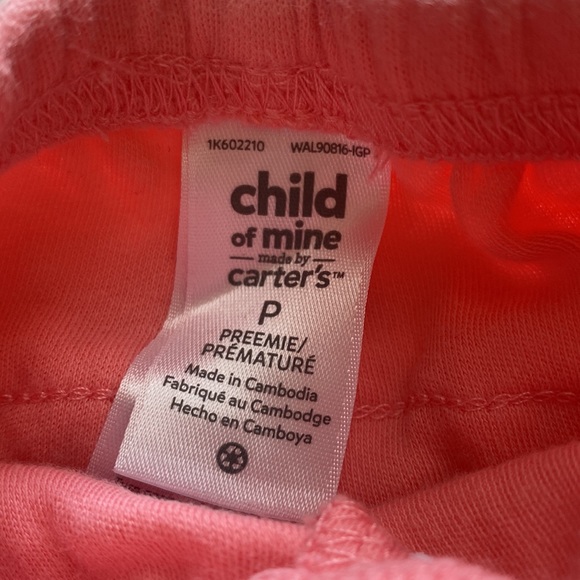 1K602210 WAL90816-IGP
child
of mine
made by
carter's™
P
PREEMIE/
PRÉMATURÉ
Made in Cambodia
Fabriqué au Cambodge
Hecho en Camboya